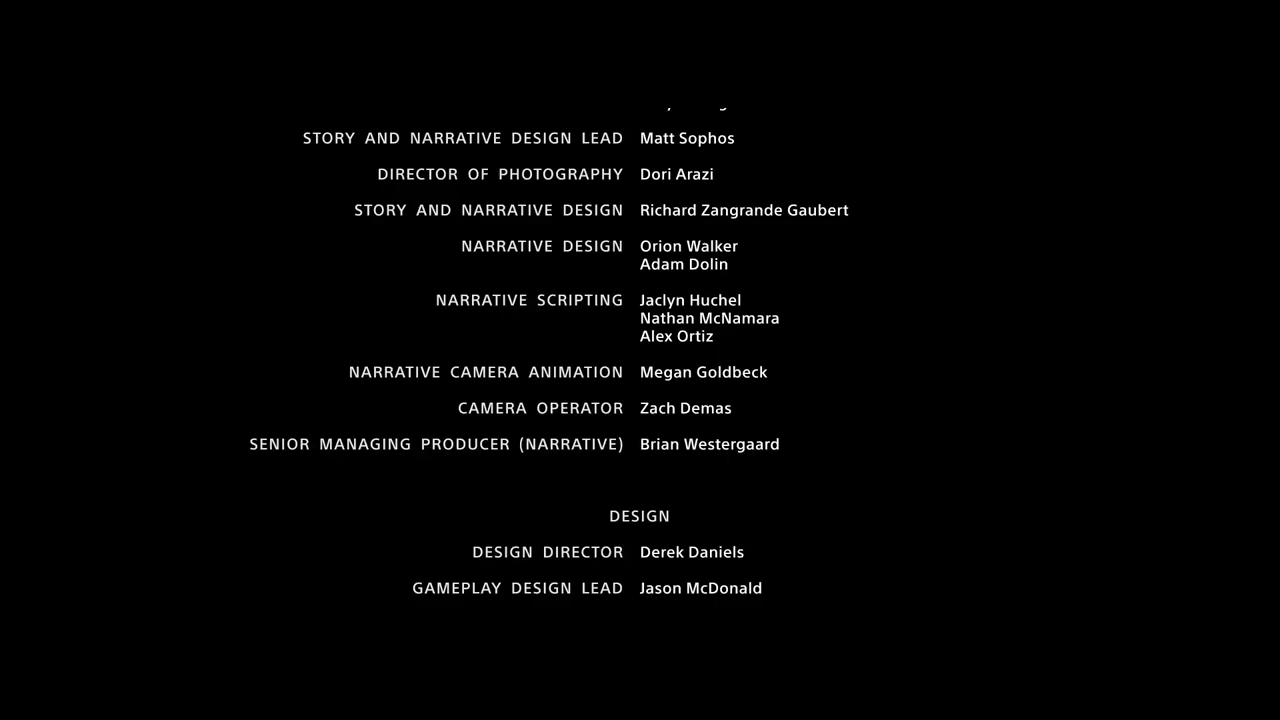 STORY AND NARRATIVE DESIGN LEAD Matt Sophos
DIRECTOR OF PHOTOGRAPHY Dori Arazi
STORY AND NARRATIVE DESIGN Richard Zangrande Gaubert
NARRATIVE DESIGN Orion Walker
Adam Dolin
NARRATIVE SCRIPTING Jaclyn Huchel
Nathan McNamara
Alex Ortiz
NARRATIVE CAMERA ANIMATION Megan Goldbeck
CAMERA OPERATOR Zach Demas
SENIOR MANAGING PRODUCER (NARRATIVE) Brian Westergaard
DESIGN
DESIGN DIRECTOR Derek Daniels
GAMEPLAY DESIGN LEAD Jason McDonald